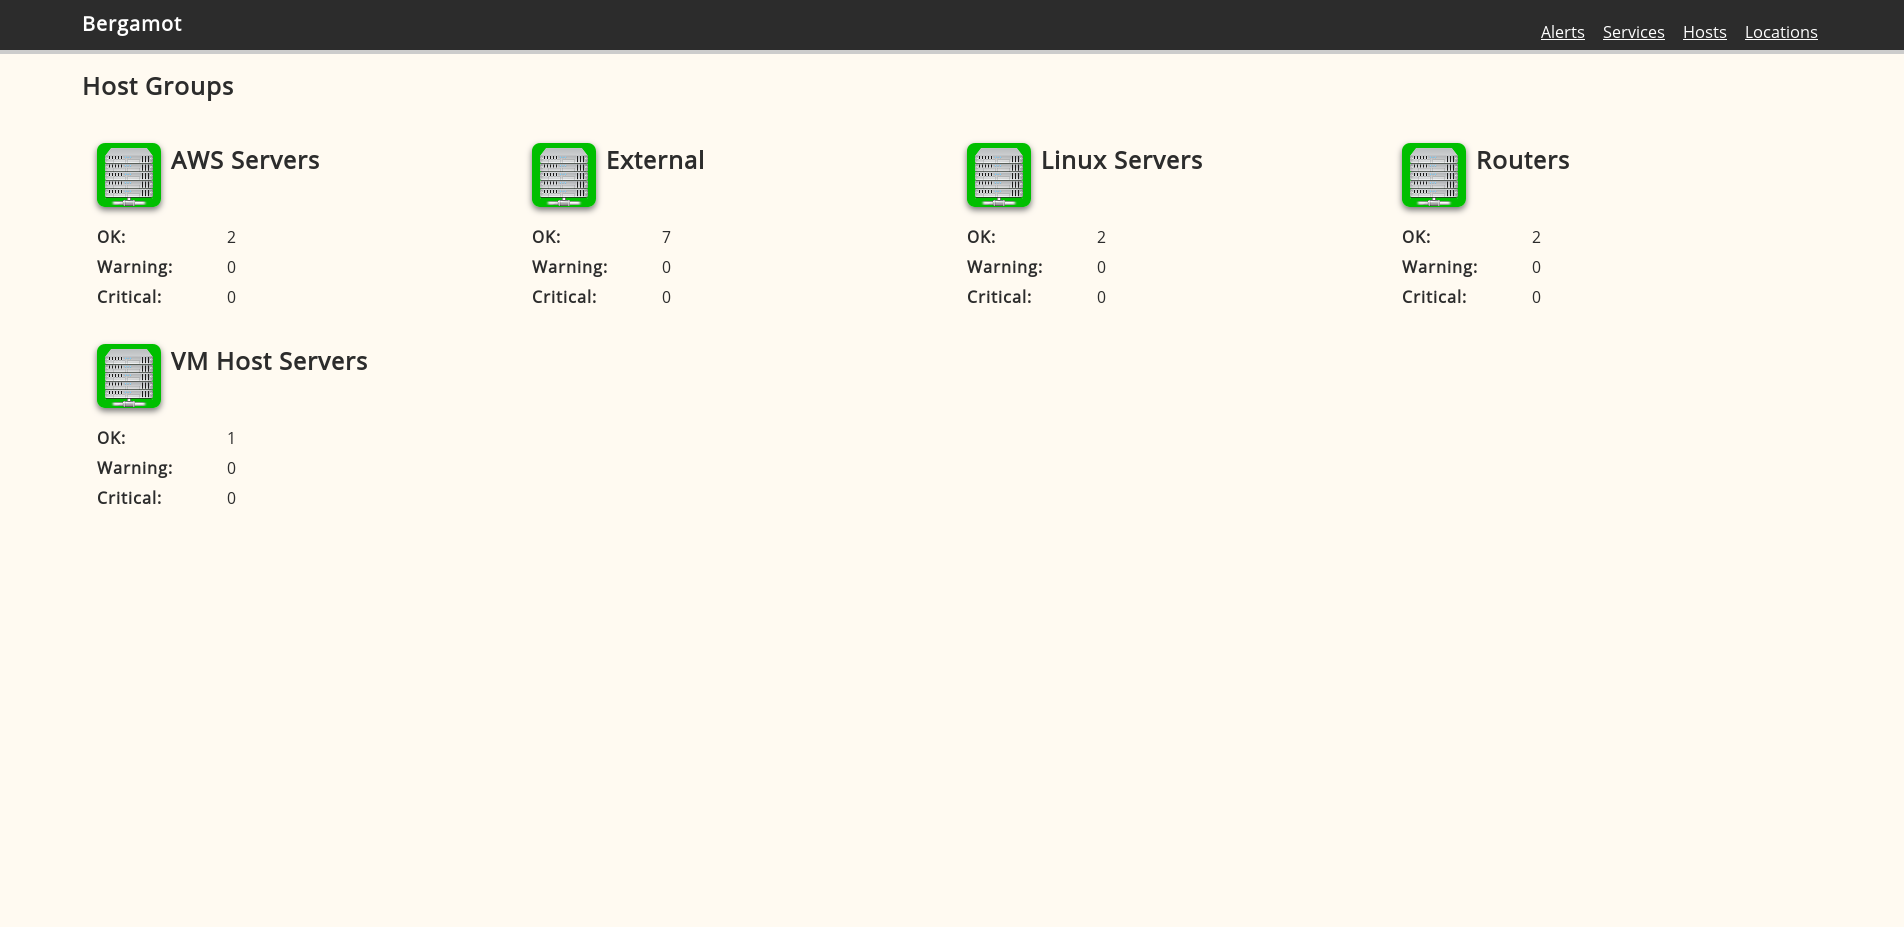 Bergamot
Alerts Services Hosts Locations
Host Groups
AWS Servers
OK: 2
Warning: 0
Critical: 0
External
OK: 7
Warning: 0
Critical: 0
Linux Servers
OK: 2
Warning: 0
Critical: 0
Routers
OK: 2
Warning: 0
Critical: 0
VM Host Servers
OK: 1
Warning: 0
Critical: 0